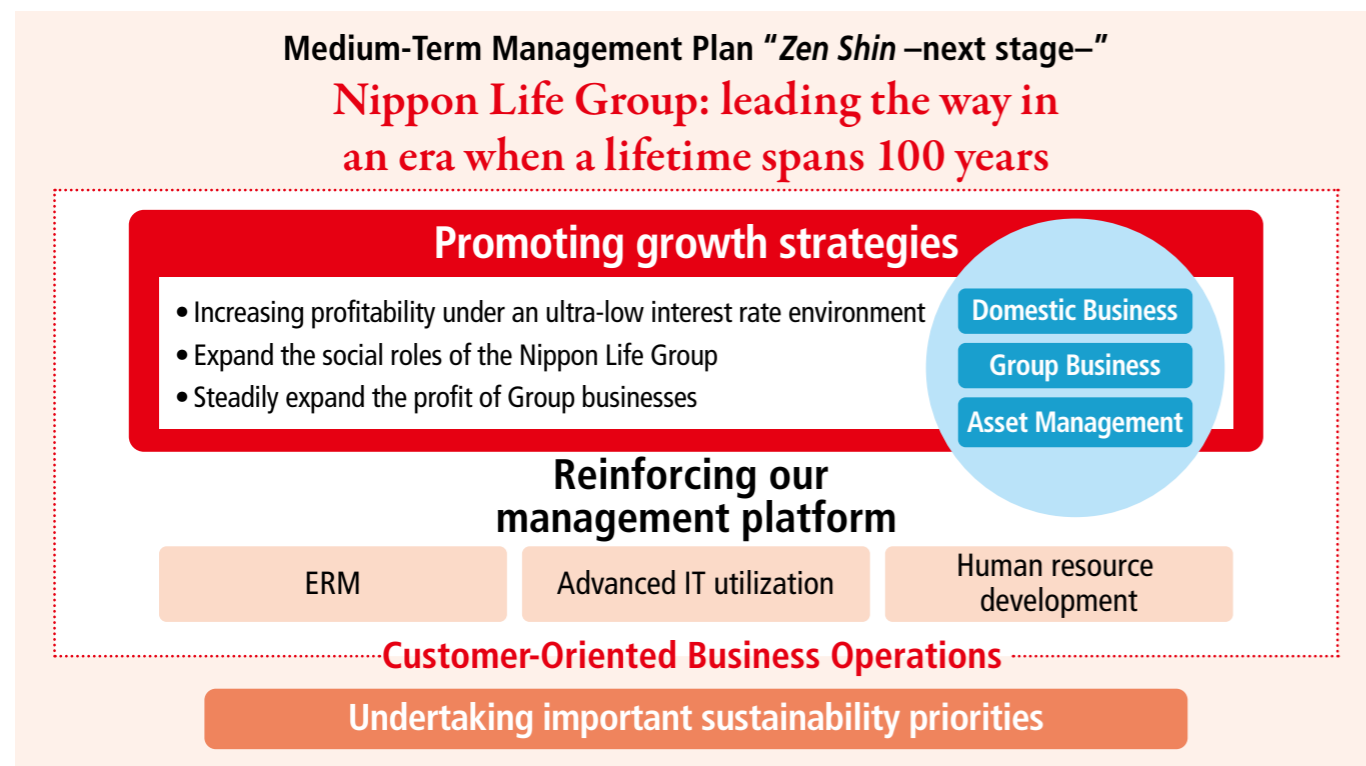 Medium-Term Management Plan "Zen Shin –next stage–"
Nippon Life Group: leading the way in
an era when a lifetime spans 100 years
Promoting growth strategies
• Increasing profitability under an ultra-low interest rate environment
• Expand the social roles of the Nippon Life Group
• Steadily expand the profit of Group businesses
Domestic Business
Group Business
Asset Management
Reinforcing our
management platform
ERM
Advanced IT utilization
Human resource
development
Customer-Oriented Business Operations
Undertaking important sustainability priorities